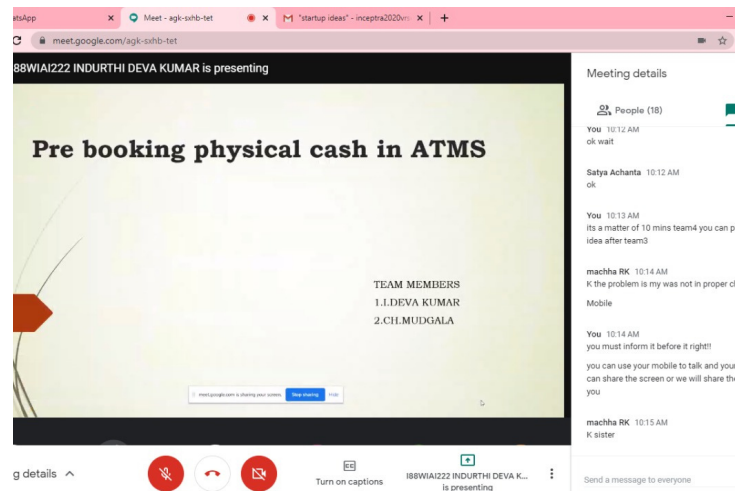 atsApp
Meet - agk-sxhb-tet
"startup ideas" - inceptra2020vrs
meet.google.com/agk-sxhb-tet
I88WIAI222 INDURTHI DEVA KUMAR is presenting
Pre booking physical cash in ATMS
TEAM MEMBERS
1.I.DEVA KUMAR
2.CH.MUDGALA
meet.google.com is sharing your screen. Stop sharing Hide
Meeting details
People (18)
You 10:12 AM
ok wait
Satya Achanta 10:12 AM
ok
You 10:13 AM
its a matter of 10 mins team4 you can p
idea after team3
machha RK 10:14 AM
K the problem is my was not in proper c
Mobile
You 10:14 AM
you must inform it before it right!!
you can use your mobile to talk and your
can share the screen or we will share the
you
machha RK 10:15 AM
K sister
Send a message to everyone
g details
CC
Turn on captions
I88WIAI222 INDURTHI DEVA K...
is presenting